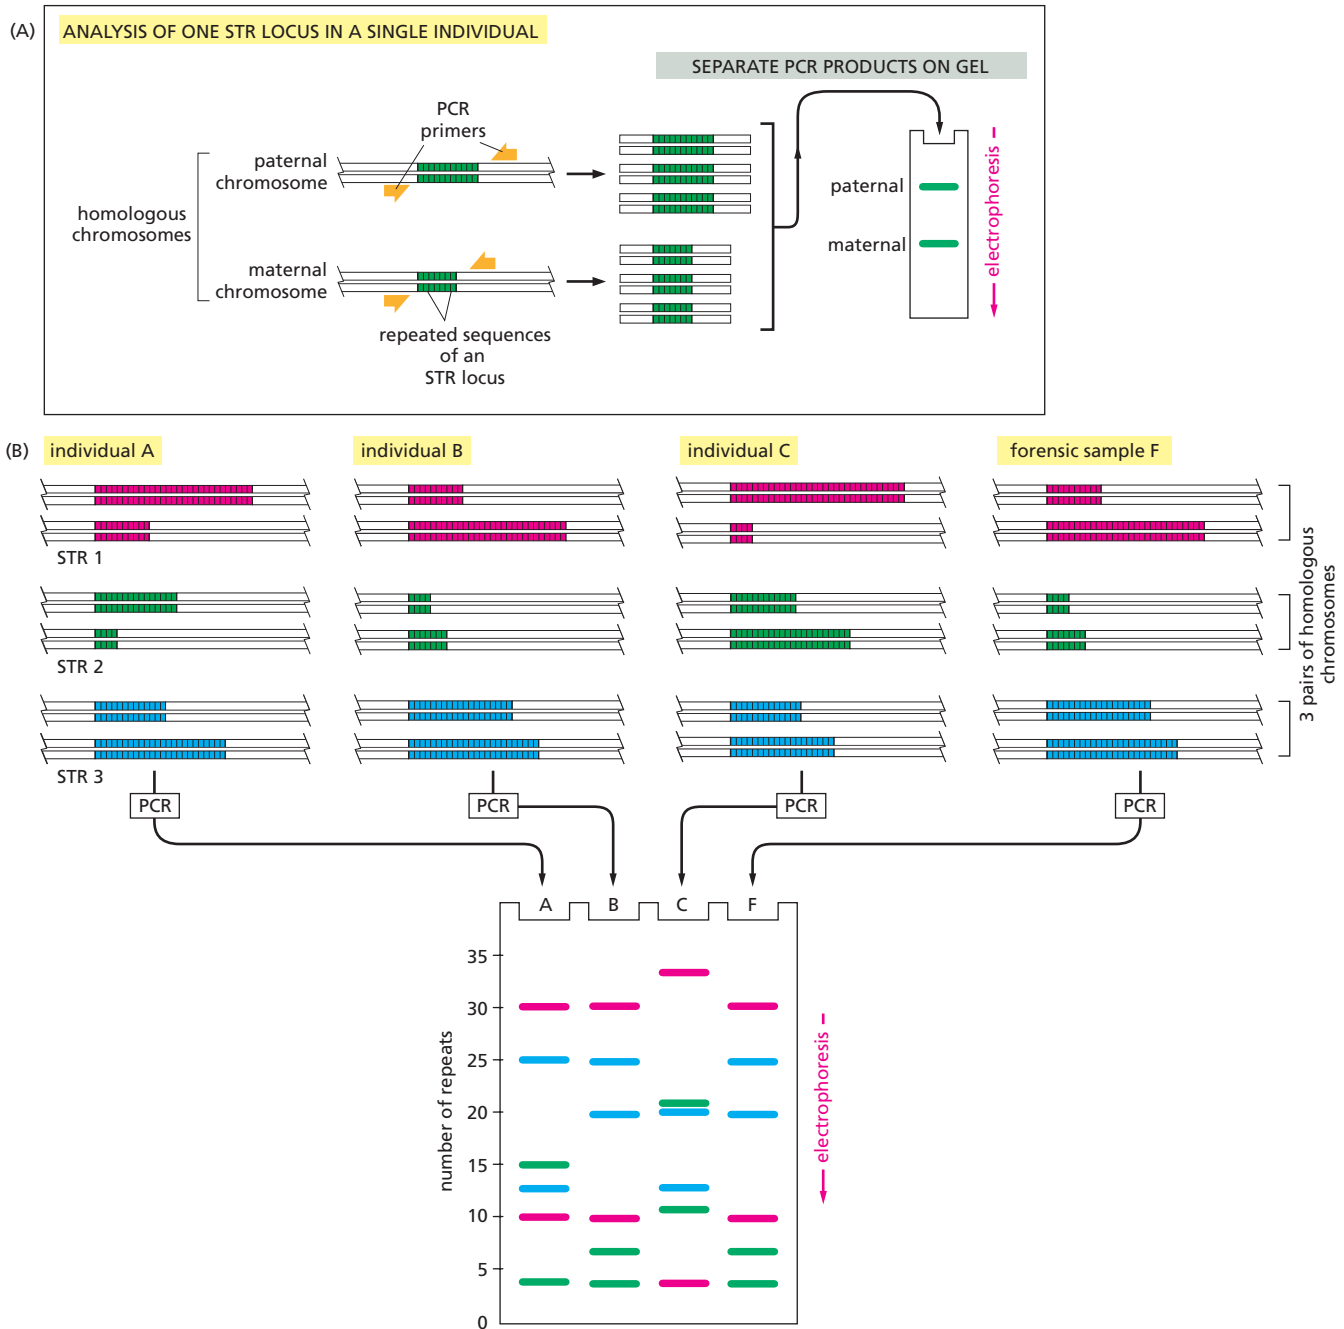 (A)
ANALYSIS OF ONE STR LOCUS IN A SINGLE INDIVIDUAL
SEPARATE PCR PRODUCTS ON GEL
PCR
primers
paternal
chromosome
homologous
chromosomes
maternal
chromosome
repeated sequences
of an
STR locus
paternal
maternal
electrophoresis
(B)
individual A
individual B
individual C
forensic sample F
STR 1
STR 2
STR 3
3 pairs of homologous
chromosomes
PCR
PCR
PCR
PCR
A
B
C
F
number of repeats
35
30
25
20
15
10
5
0
electrophoresis